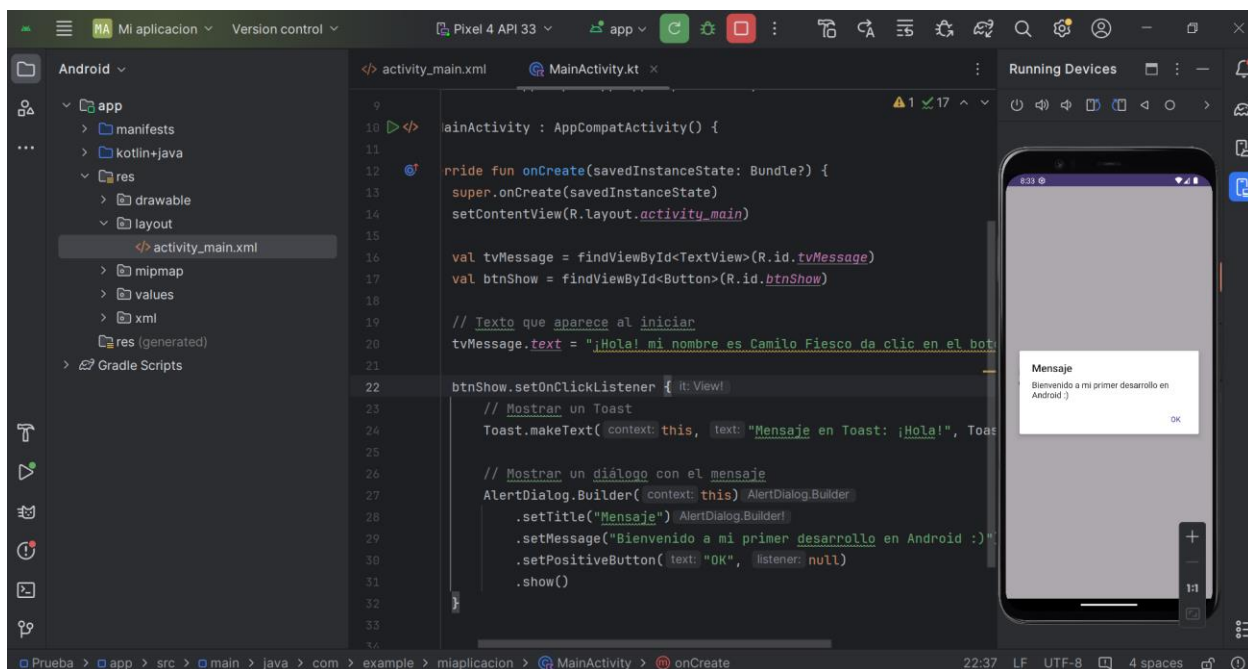 MA Mi aplicacion Version control Pixel 4 API 33 app
Android
app
manifests
kotlin+java
res
drawable
layout
activity_main.xml
mipmap
values
xml
res (generated)
Gradle Scripts
activity_main.xml MainActivity.kt
1 17
9
10 ainActivity : AppCompatActivity() {
11
12 rride fun onCreate(savedInstanceState: Bundle?) {
13 super.onCreate(savedInstanceState)
14 setContentView(R.layout.activity_main)
15
16 val tvMessage = findViewById<TextView>(R.id.tvMessage)
17 val btnShow = findViewById<Button>(R.id.btnShow)
18
19 // Texto que aparece al iniciar
20 tvMessage.text = "¡Hola! mi nombre es Camilo Fiesco da clic en el bot
21
22 btnShow.setOnClickListener { it: View!
23 // Mostrar un Toast
24 Toast.makeText( context: this, text: "Mensaje en Toast: ¡Hola!", Toas
25
26 // Mostrar un diálogo con el mensaje
27 AlertDialog.Builder( context: this) AlertDialog.Builder
28 .setTitle("Mensaje") AlertDialog.Builder!
29 .setMessage("Bienvenido a mi primer desarrollo en Android :)")
30 .setPositiveButton( text: "OK", listener: null)
31 .show()
32 }
33
34
Running Devices
8:33
Mensaje
Bienvenido a mi primer desarrollo en
Android :)
OK
1:1
Prueba > app > src > main > java > com > example > miaplicacion > MainActivity > onCreate 22:37 LF UTF-8 4 spaces